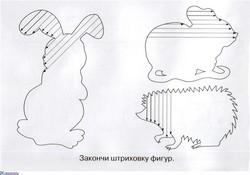 Закончи штриховку фигур.